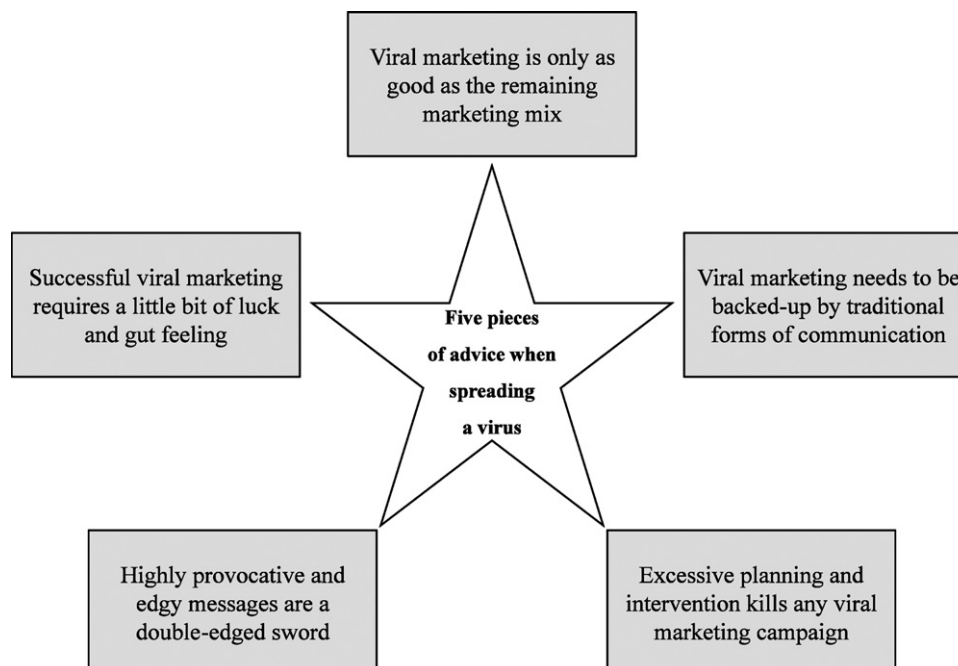 Viral marketing is only as
good as the remaining
marketing mix
Successful viral marketing
requires a little bit of luck
and gut feeling
Five pieces
of advice when
spreading
a virus
Viral marketing needs to be
backed-up by traditional
forms of communication
Highly provocative and
edgy messages are a
double-edged sword
Excessive planning and
intervention kills any viral
marketing campaign